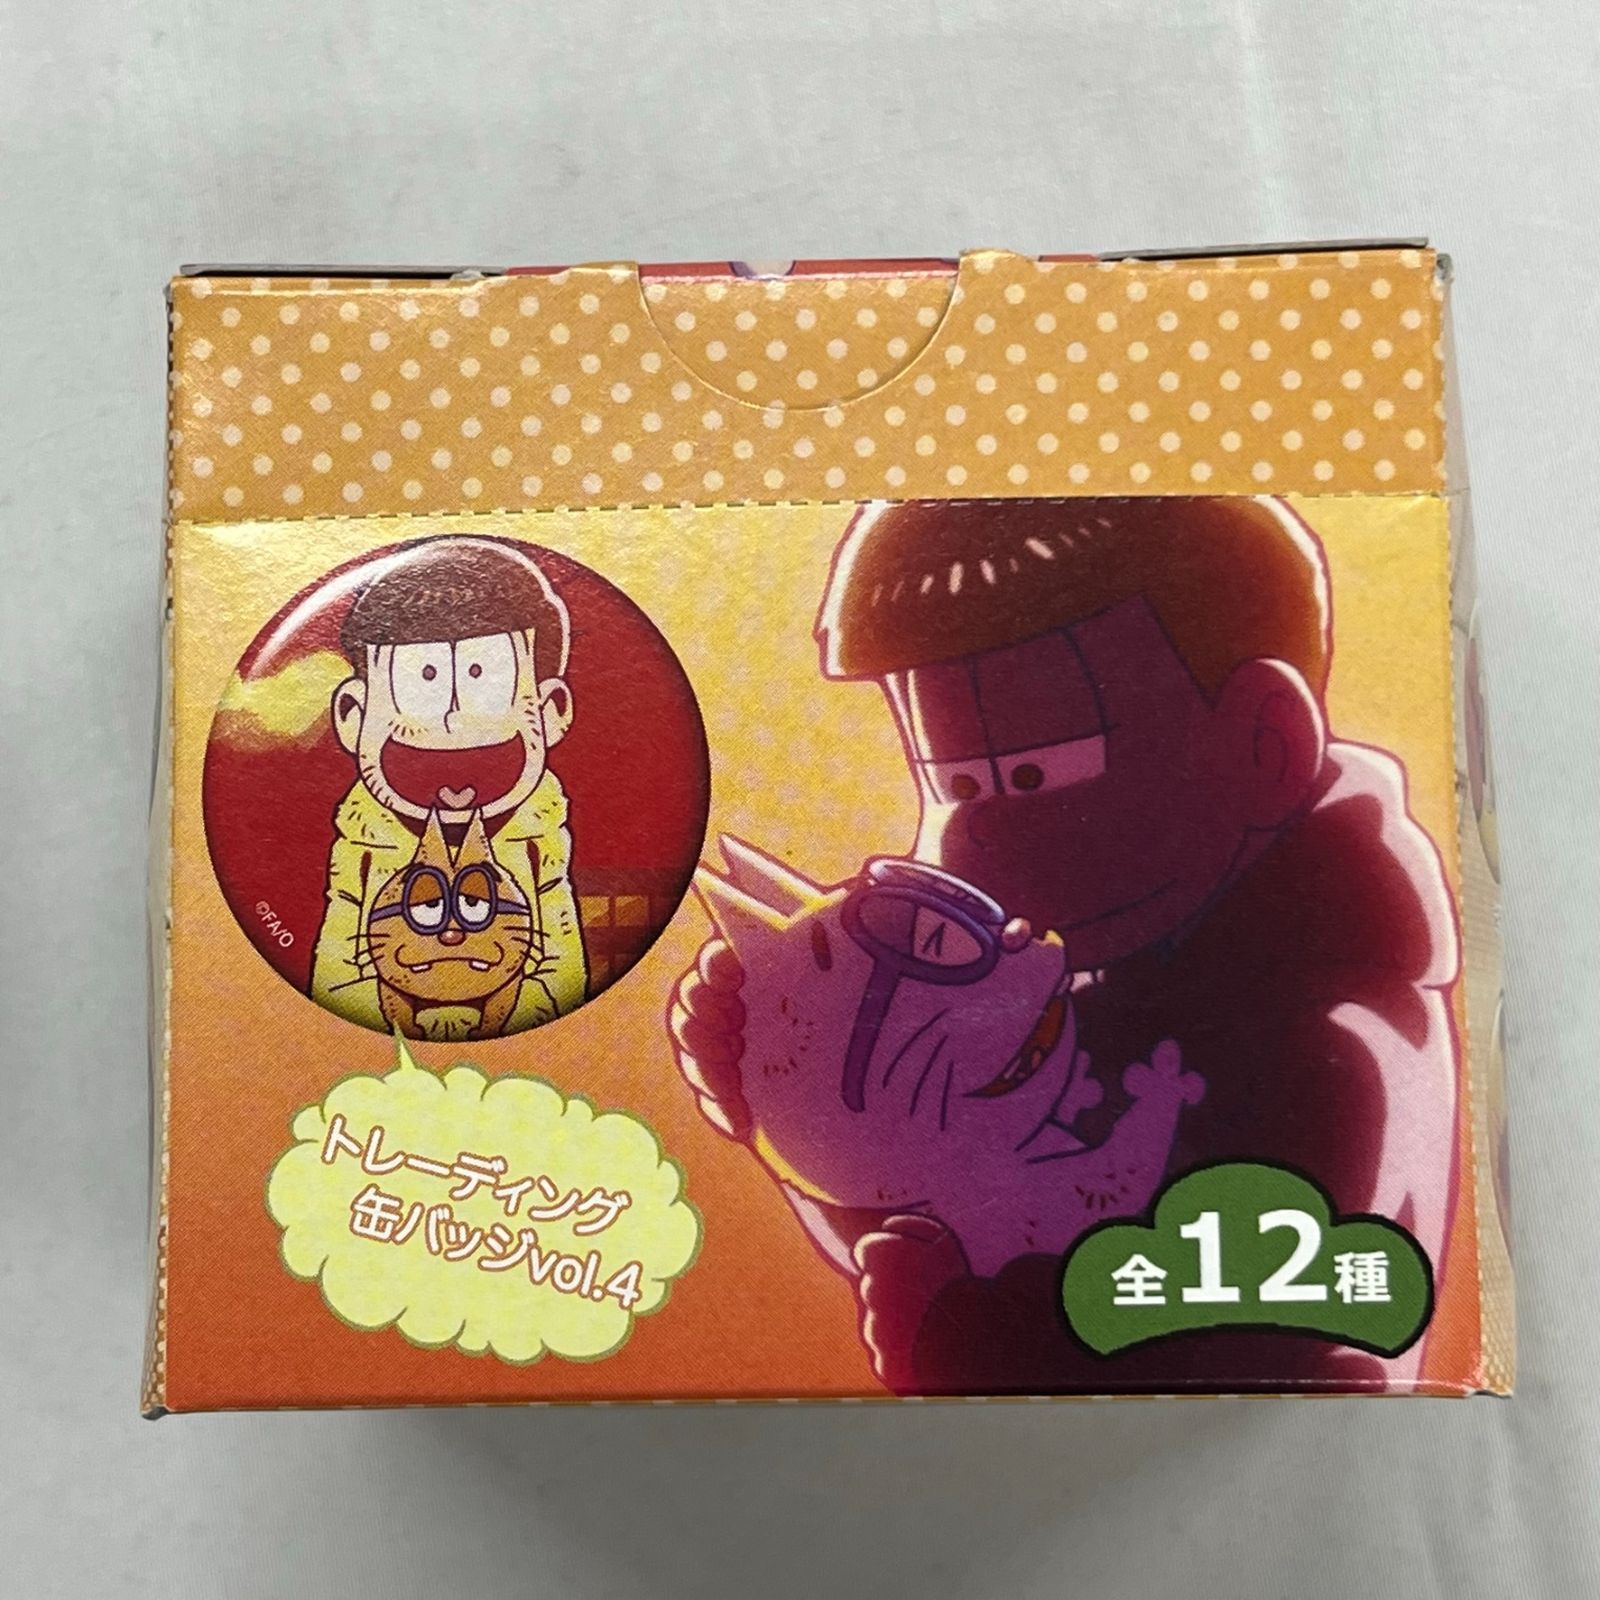 ©FA/O
トレーディング
缶バッジvol.4
全12種